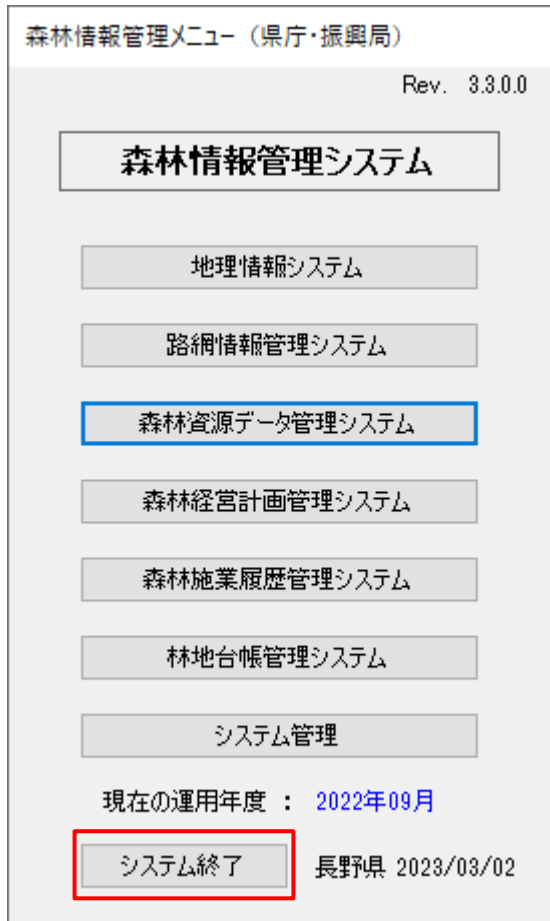 森林情報管理メニュー（県庁・振興局）
Rev. 3.3.0.0
森林情報管理システム
地理情報システム
路網情報管理システム
森林資源データ管理システム
森林経営計画管理システム
森林施業履歴管理システム
林地台帳管理システム
システム管理
現在の運用年度 ： 2022年09月
システム終了 長野県 2023/03/02